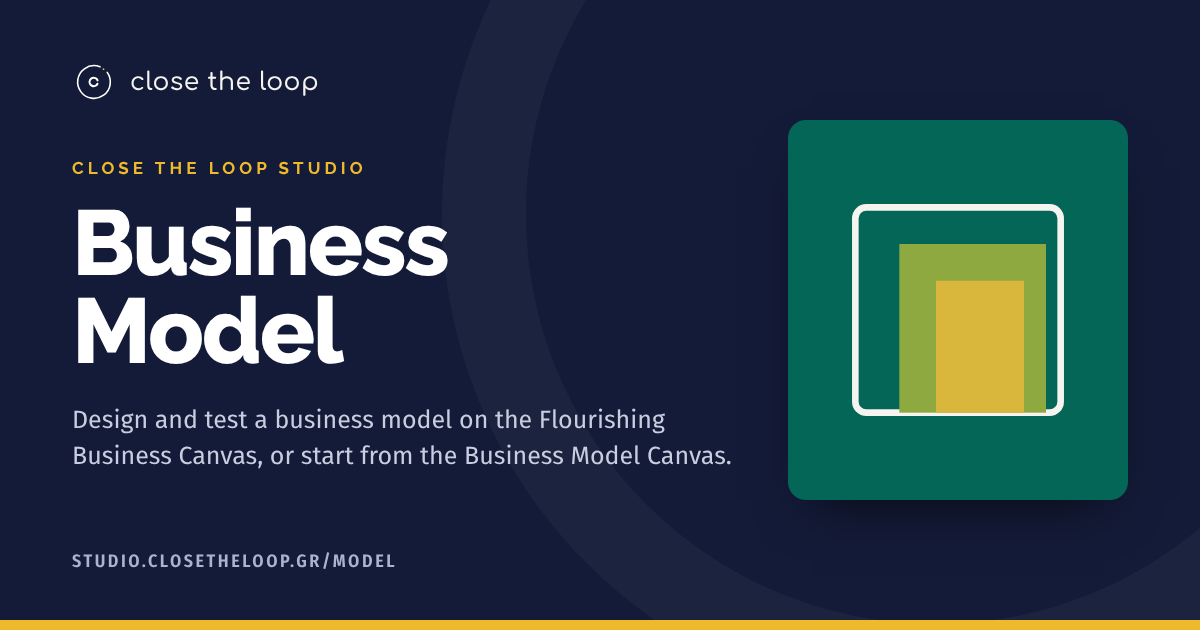 close the loop
CLOSE THE LOOP STUDIO
Business
Model
Design and test a business model on the Flourishing
Business Canvas, or start from the Business Model Canvas.
STUDIO.CLOSETHELOOP.GR/MODEL